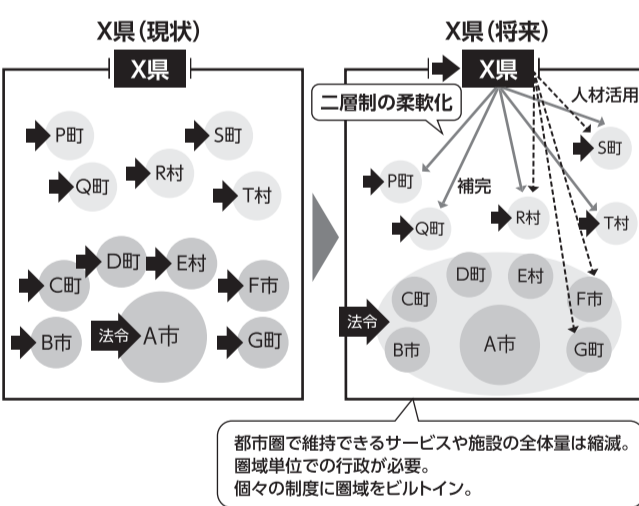 X県（現状）
X県
P町
S町
Q町
R村
T村
D町
E村
C町
F市
B市
法令
A市
G町
X県（将来）
X県
人材活用
二層制の柔軟化
S町
P町
補完
Q町
R村
T村
D町
E村
C町
F市
法令
B市
A市
G町
都市圏で維持できるサービスや施設の全体量は縮減。
圏域単位での行政が必要。
個々の制度に圏域をビルトイン。